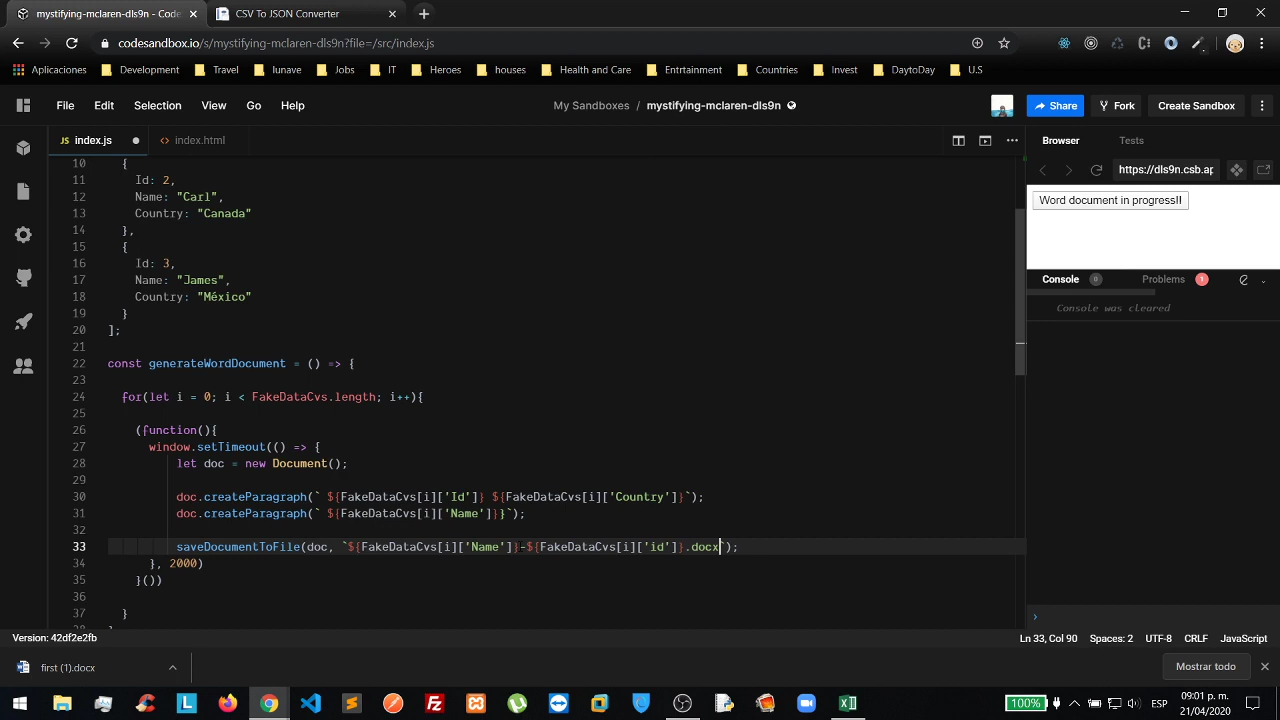 mystifying-mclaren-dls9n - Codes
CSV To JSON Converter
codesandbox.io/s/mystifying-mclaren-dls9n?file=/src/index.js
Aplicaciones Development Travel lunave Jobs IT Heroes houses Health and Care Entrtainment Countries Invest DaytoDay U.S
File Edit Selection View Go Help
My Sandboxes / mystifying-mclaren-dls9n
Share Fork Create Sandbox
JS index.js
<> index.html
Browser Tests
https://dls9n.csb.ap
Word document in progress!!
Console 0 Problems 1
Console was cleared
10 {
11 Id: 2,
12 Name: "Carl",
13 Country: "Canada"
14 },
15 {
16 Id: 3,
17 Name: "James",
18 Country: "México"
19 }
20 ];
21
22 const generateWordDocument = () => {
23
24 for(let i = 0; i < FakeDataCvs.length; i++){
25
26 (function(){
27 window.setTimeout(() => {
28 let doc = new Document();
29
30 doc.createParagraph(` ${FakeDataCvs[i]['Id']} ${FakeDataCvs[i]['Country']}`);
31 doc.createParagraph(` ${FakeDataCvs[i]['Name']}}`);
32
33 saveDocumentToFile(doc, `${FakeDataCvs[i]['Name']}-${FakeDataCvs[i]['id']}.docx`);
34 }, 2000)
35 }())
36
37 }
Version: 42df2e2fb
Ln 33, Col 90 Spaces: 2 UTF-8 CRLF JavaScript
first (1).docx
Mostrar todo
100% ESP
09:01 p. m.
21/04/2020